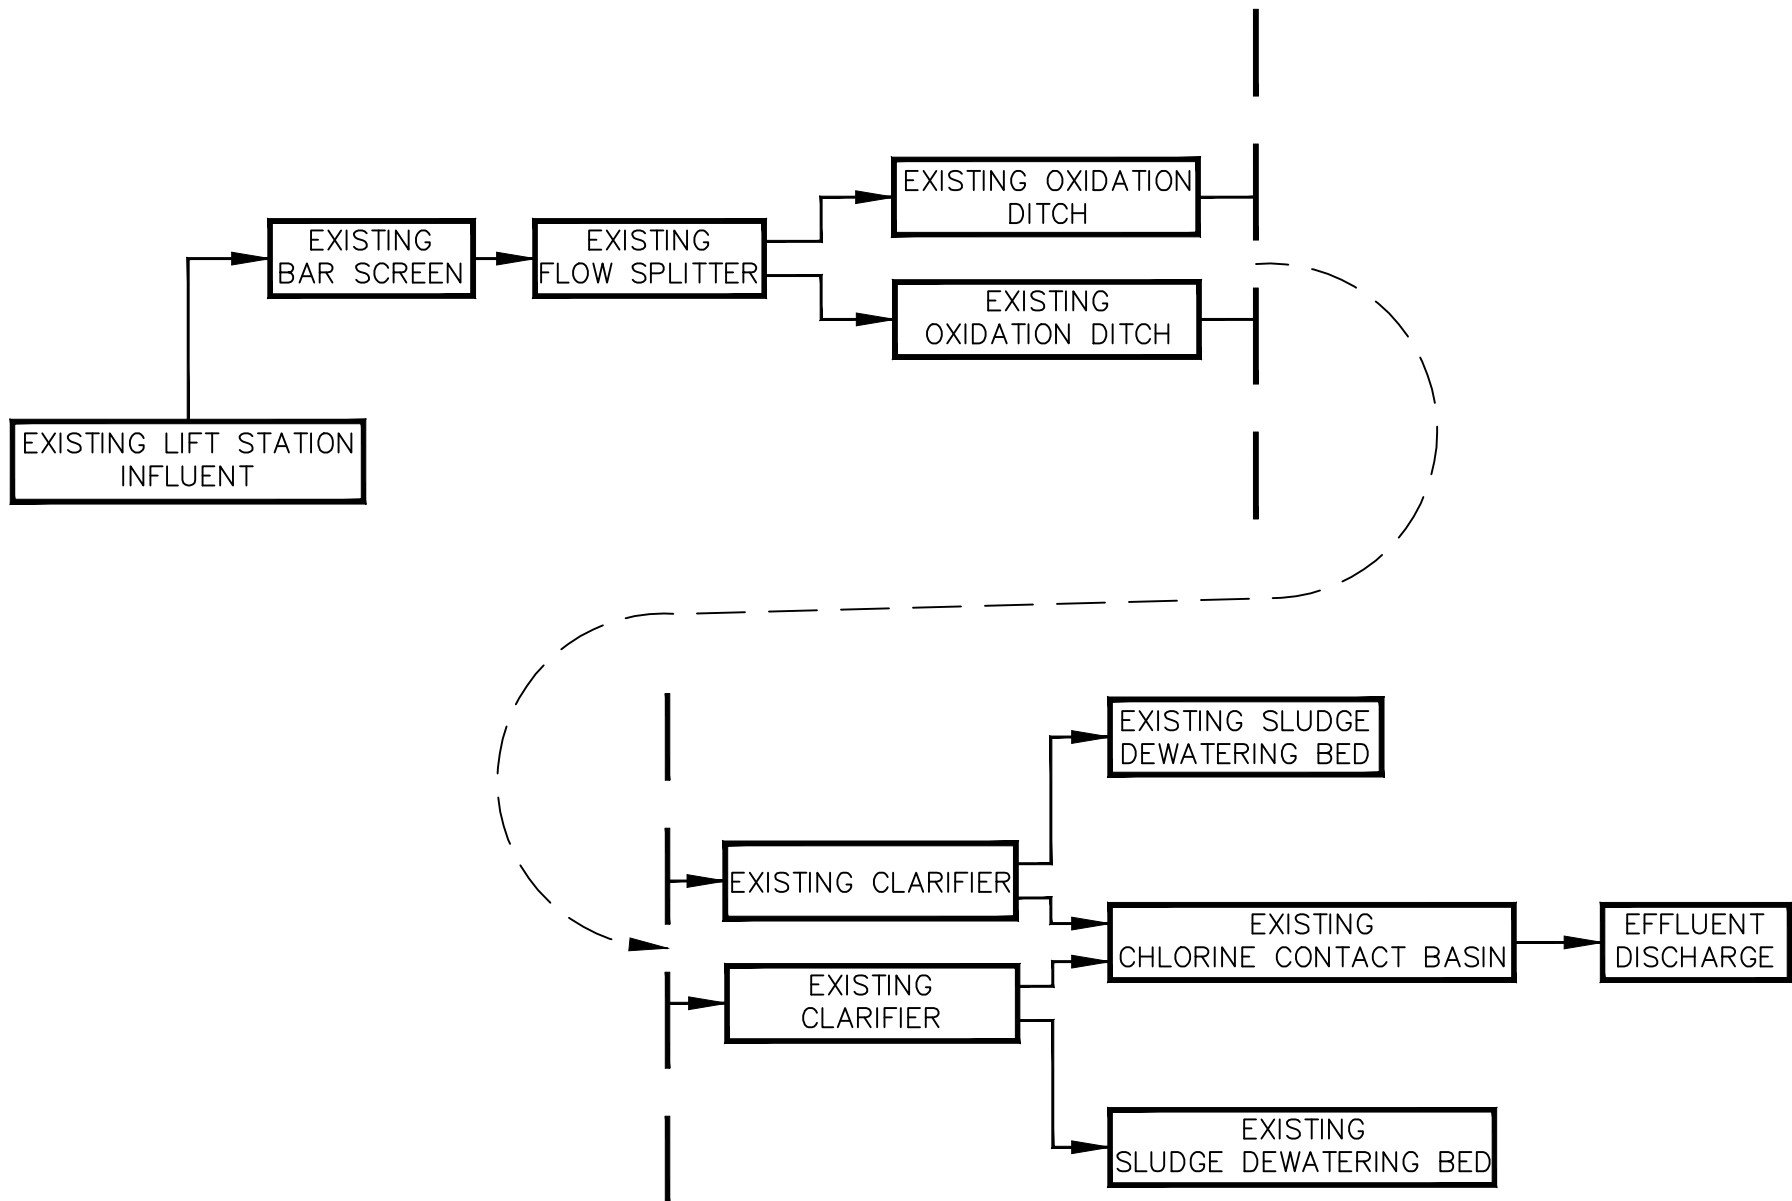 EXISTING OXIDATION
DITCH
EXISTING
BAR SCREEN
EXISTING
FLOW SPLITTER
EXISTING
OXIDATION DITCH
EXISTING LIFT STATION
INFLUENT
EXISTING SLUDGE
DEWATERING BED
EXISTING CLARIFIER
EXISTING
CHLORINE CONTACT BASIN
EFFLUENT
DISCHARGE
EXISTING
CLARIFIER
EXISTING
SLUDGE DEWATERING BED